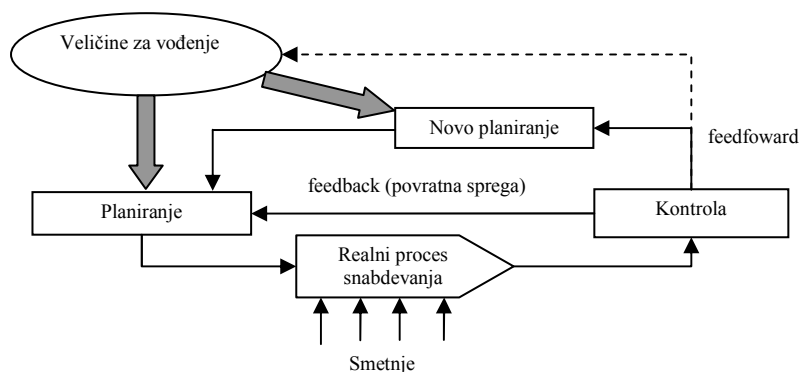 Veličine za vođenje
Novo planiranje
feedfoward
feedback (povratna sprega)
Planiranje
Kontrola
Realni proces
snabdevanja
Smetnje